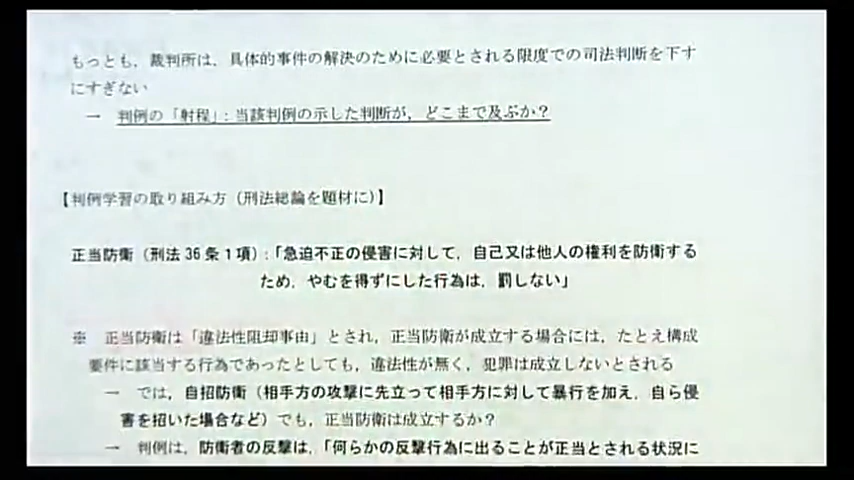 もっとも，裁判所は，具体的事件の解決のために必要とされる限度での司法判断を下す
にすぎない
→ 判例の「射程」：当該判例の示した判断が，どこまで及ぶか？
【判例学習の取り組み方（刑法総論を題材に）】
正当防衛（刑法 36 条 1 項）：「急迫不正の侵害に対して，自己又は他人の権利を防衛する
ため，やむを得ずにした行為は，罰しない」
※ 正当防衛は「違法性阻却事由」とされ，正当防衛が成立する場合には，たとえ構成
要件に該当する行為であったとしても，違法性が無く，犯罪は成立しないとされる
→ では，自招防衛（相手方の攻撃に先立って相手方に対して暴行を加え，自ら侵
害を招いた場合など）でも，正当防衛は成立するか？
→ 判例は，防衛者の反撃は，「何らかの反撃行為に出ることが正当とされる状況に